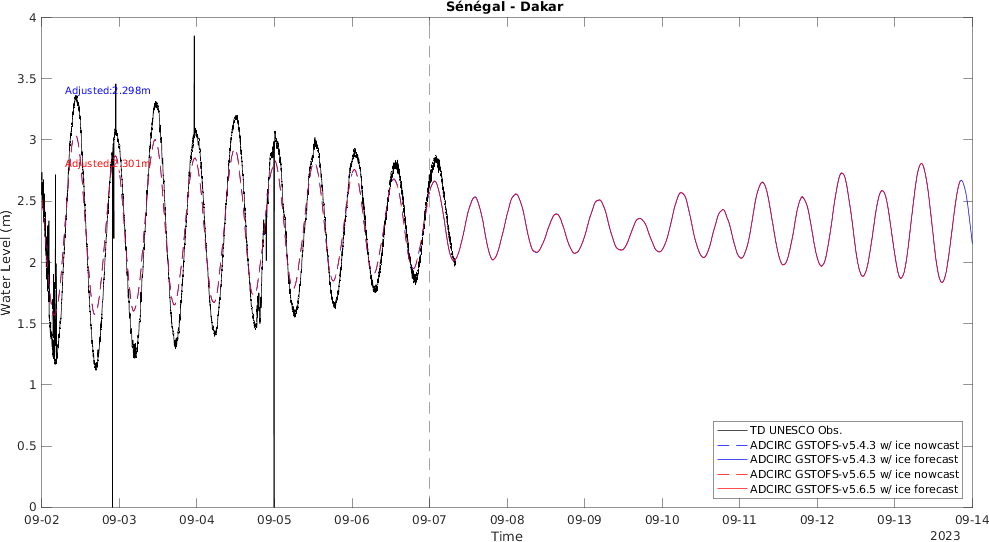 Sénégal - Dakar
4
3.5
3
2.5
2
1.5
1
0.5
0
Water Level (m)
Adjusted:2.298m
Adjusted:2.301m
TD UNESCO Obs.
ADCIRC GSTOFS-v5.4.3 w/ ice nowcast
ADCIRC GSTOFS-v5.4.3 w/ ice forecast
ADCIRC GSTOFS-v5.6.5 w/ ice nowcast
ADCIRC GSTOFS-v5.6.5 w/ ice forecast
09-02 09-03 09-04 09-05 09-06 09-07 09-08 09-09 09-10 09-11 09-12 09-13 09-14
Time
2023